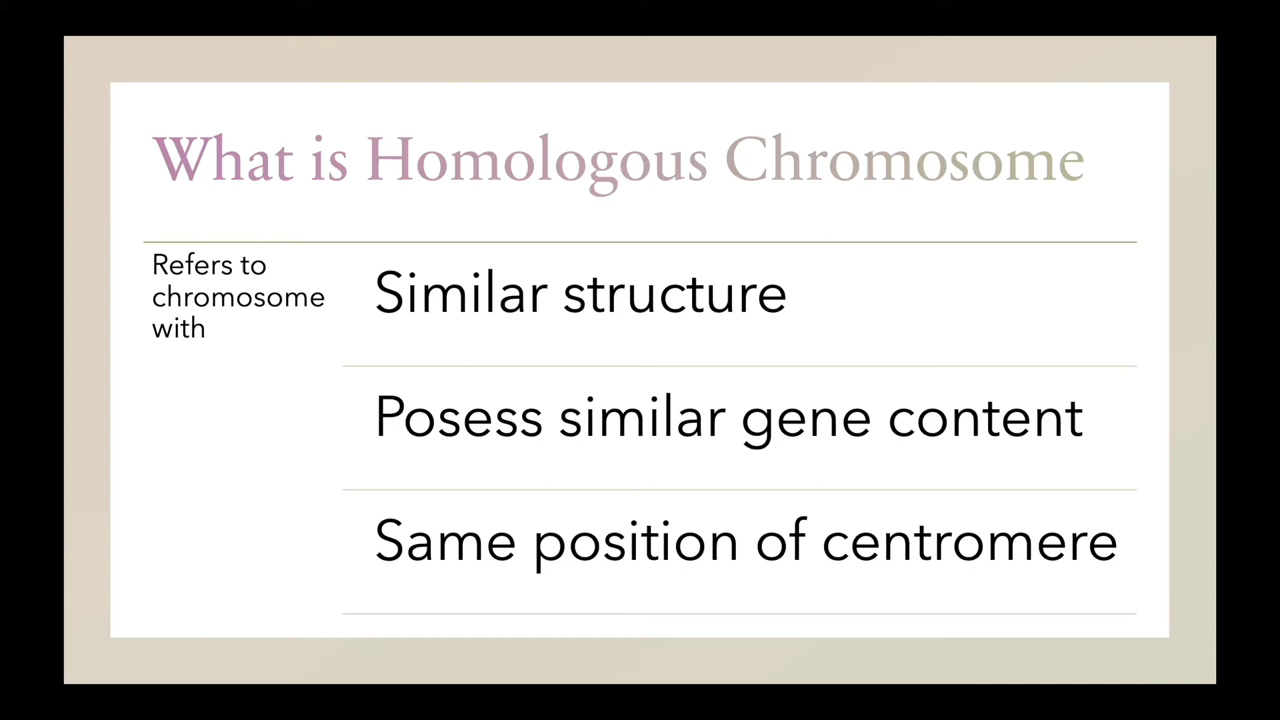 What is Homologous Chromosome
Refers to
chromosome
with
Similar structure
Posess similar gene content
Same position of centromere